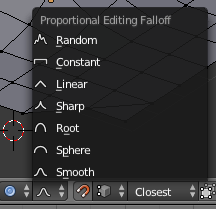 Proportional Editing Falloff
Random
Constant
Linear
Sharp
Root
Sphere
Smooth
Closest